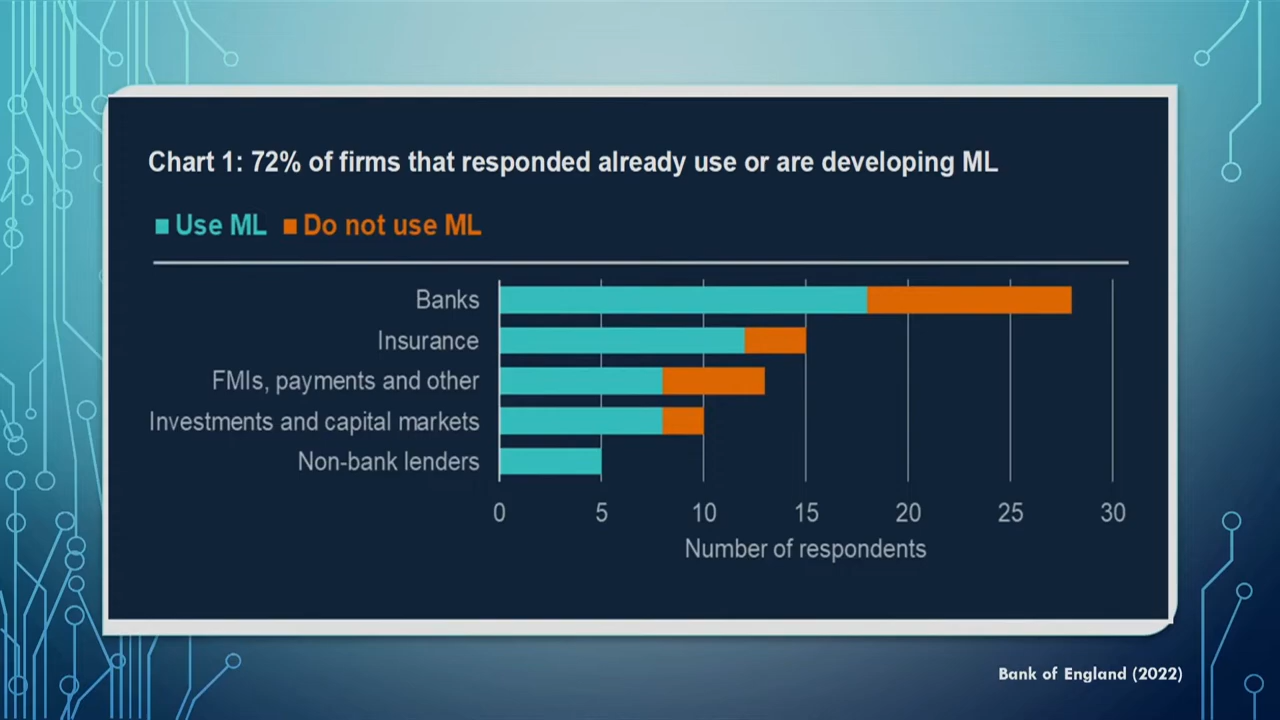 Chart 1: 72% of firms that responded already use or are developing ML
Use ML Do not use ML
Banks
Insurance
FMIs, payments and other
Investments and capital markets
Non-bank lenders
0 5 10 15 20 25 30
Number of respondents
Bank of England (2022)